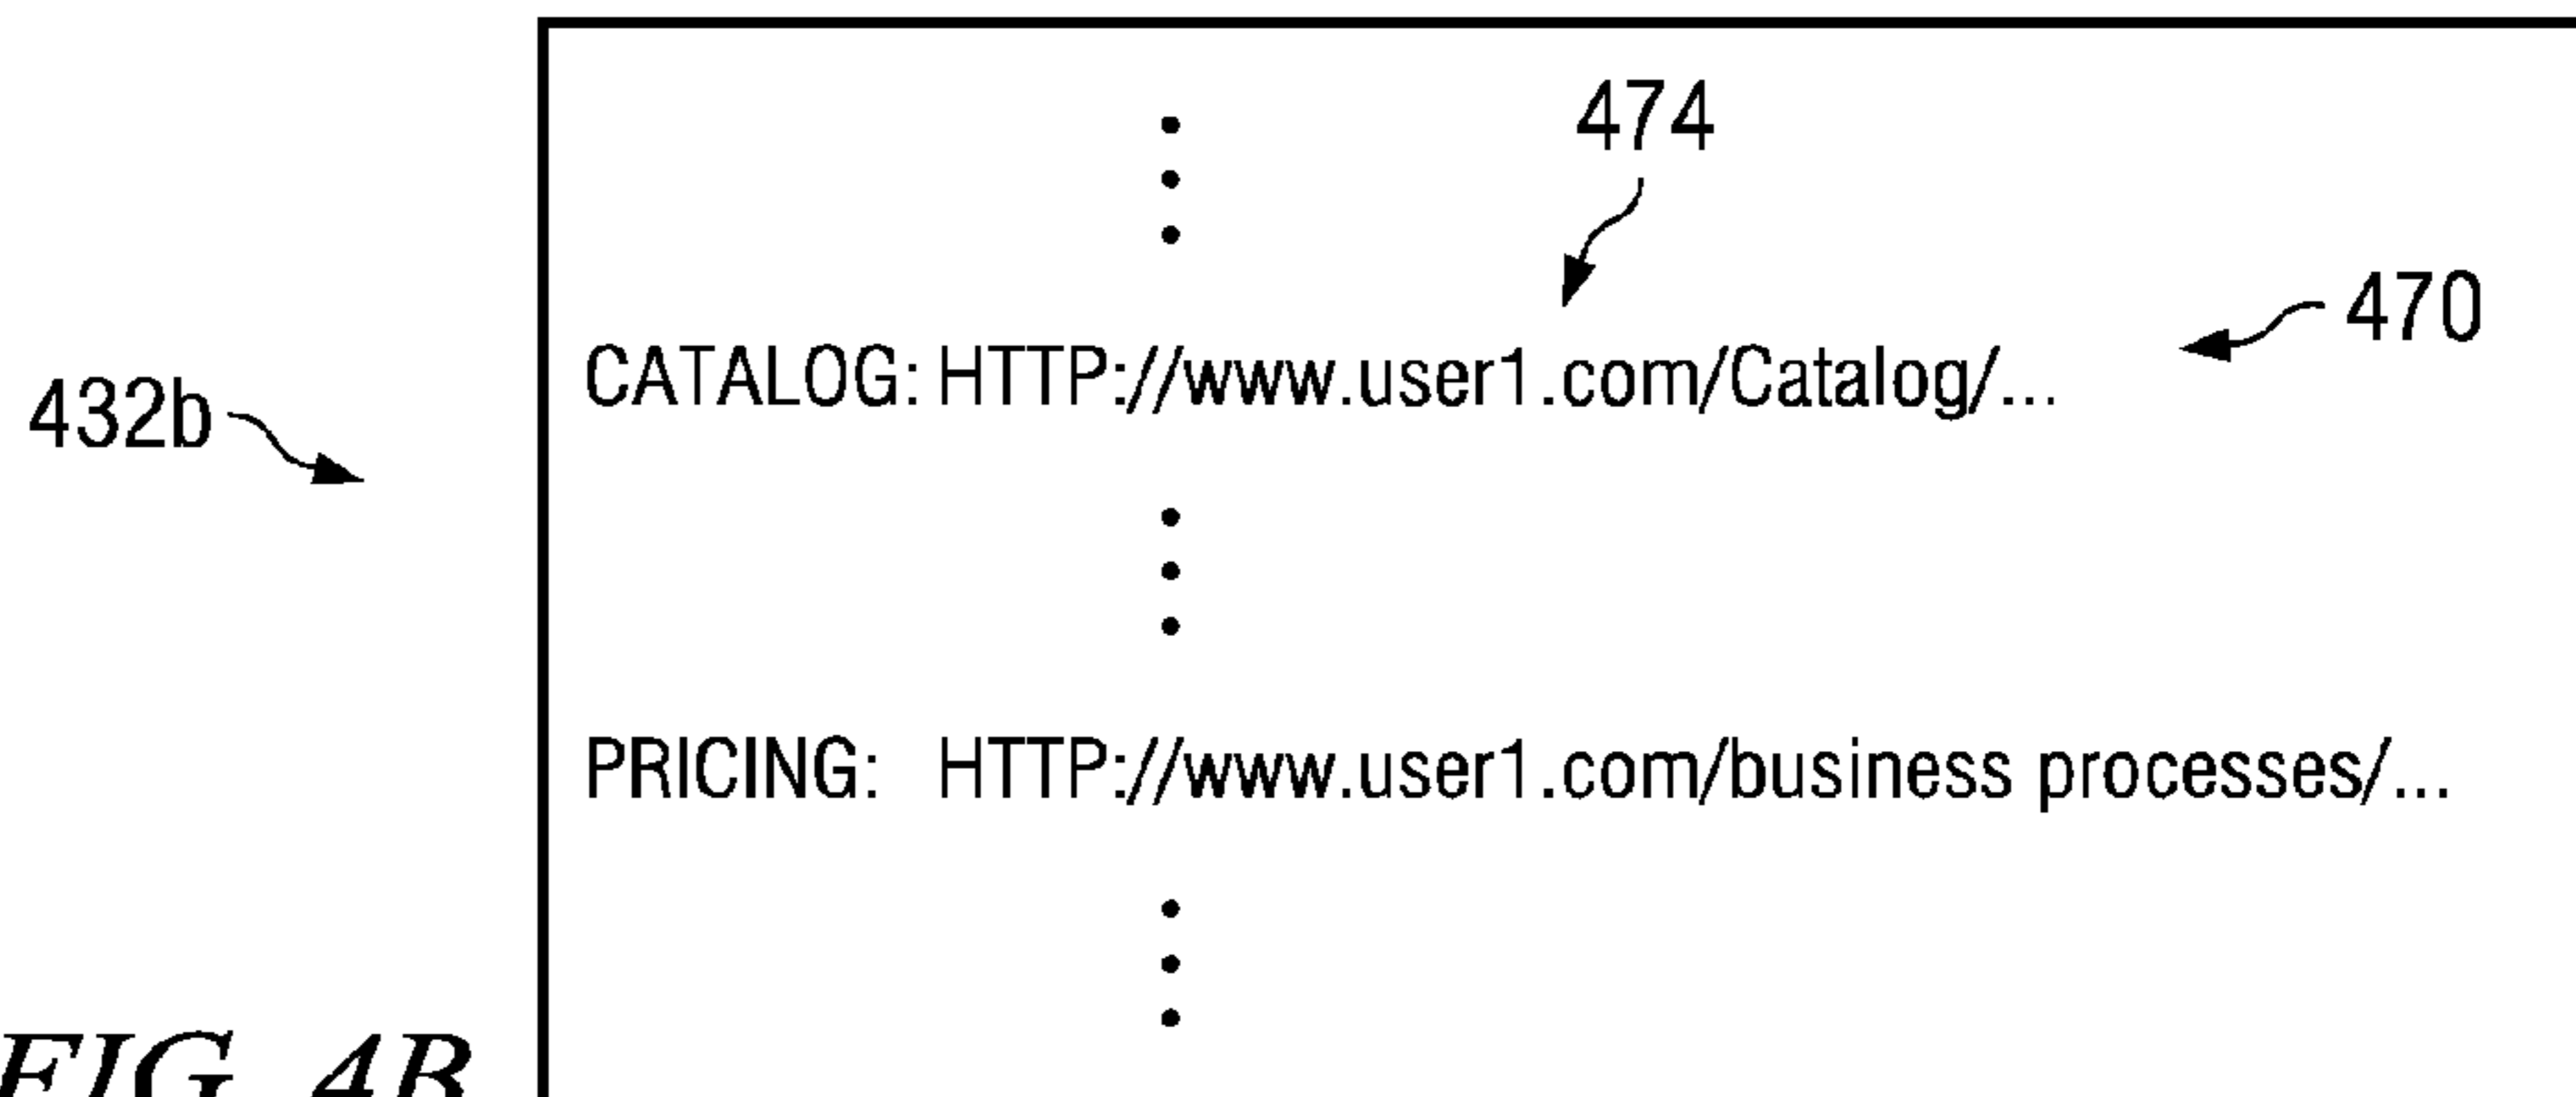 474
470
CATALOG: HTTP://www.user1.com/Catalog/...
432b
PRICING: HTTP://www.user1.com/business processes/...
FIG. 4B